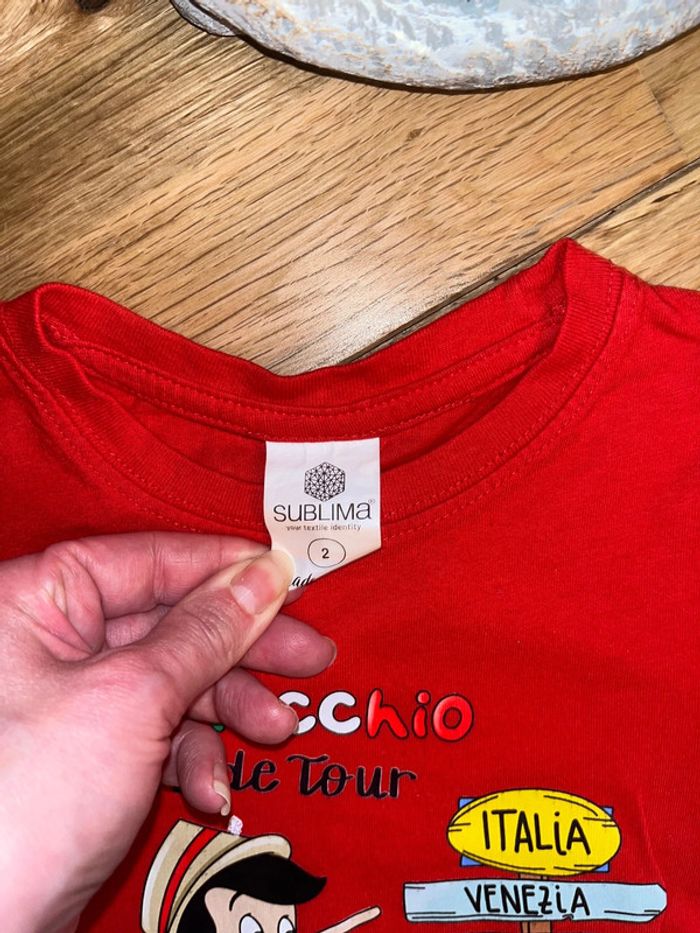 SUBLIMa®
your textile identity
2
cchio
de Tour
ITALiA
VENEZiA